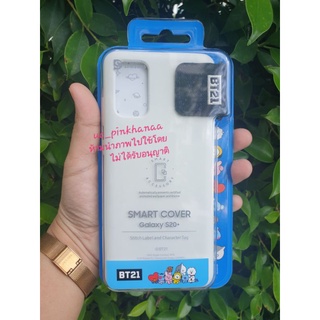 BT21
ig_pinkhanaa
ห้ามนำภาพไปใช้โดย
ไม่ได้รับอนุญาติ
SMART COVER
Galaxy S20+
BT21